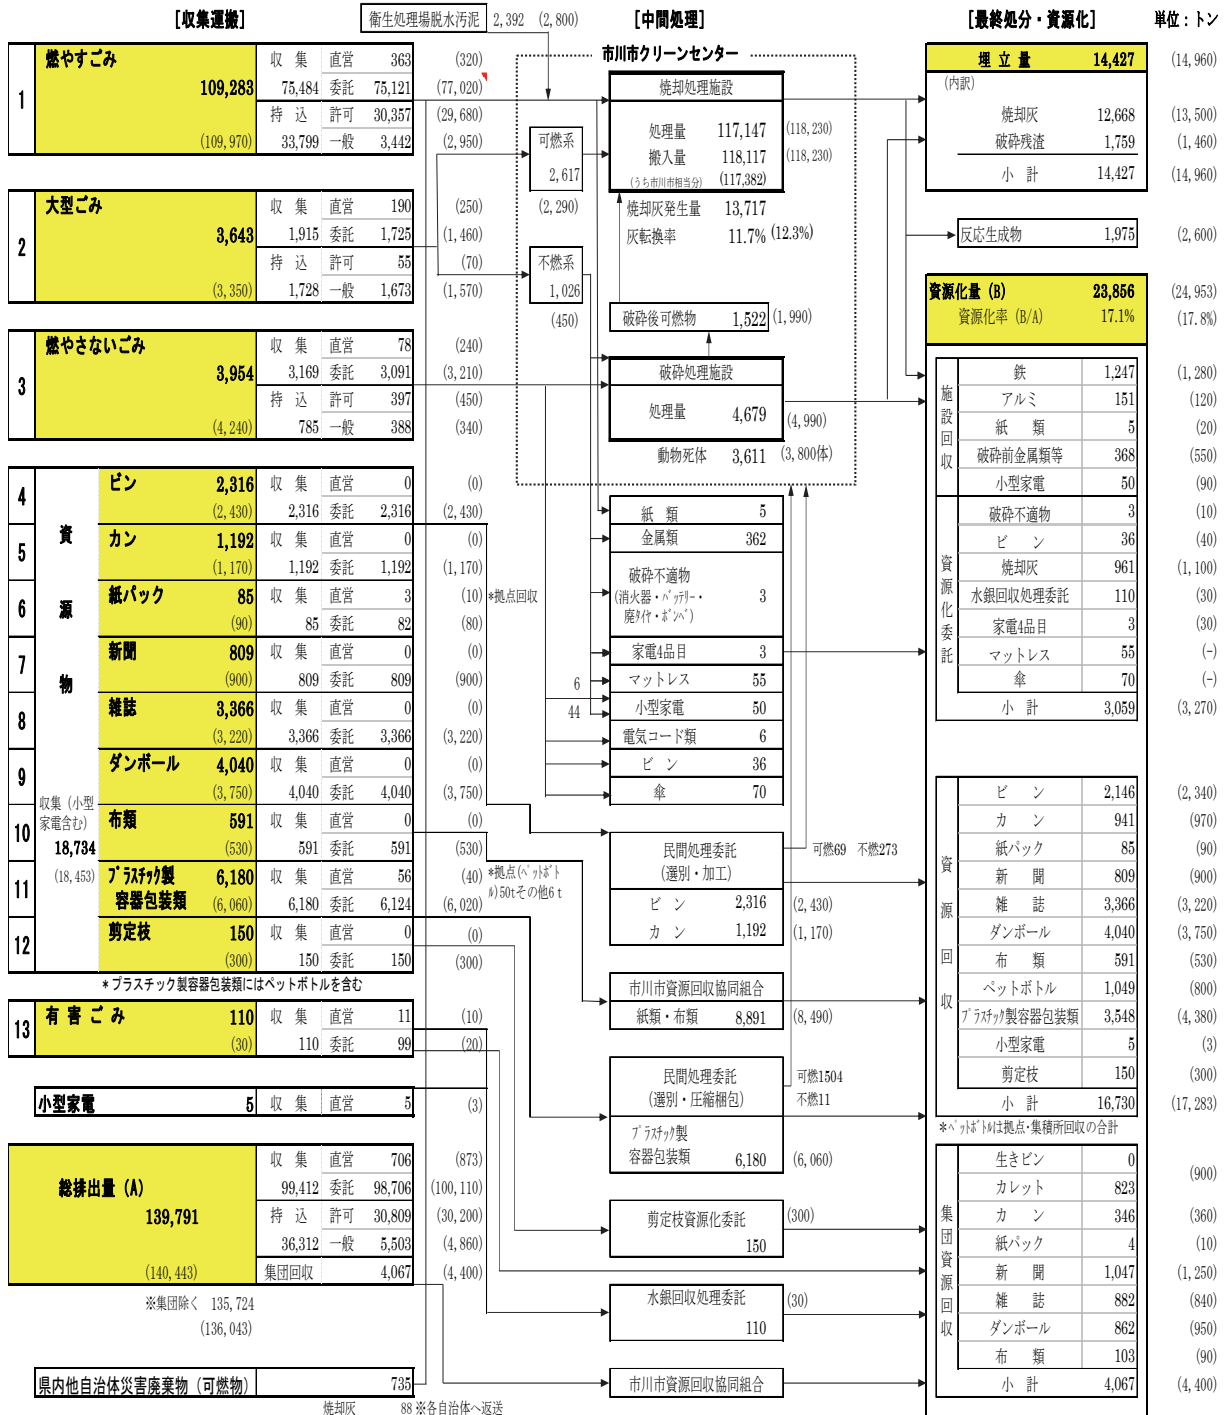 [収集運搬]
衛生処理場脱水汚泥 2,392 (2,800)
[中間処理]
[最終処分・資源化]
単位：トン
1
燃やすごみ
109,283
(109,970)
収 集 直営 363 (320)
75,484 委託 75,121 (77,020)
持 込 許可 30,357 (29,680)
33,799 一般 3,442 (2,950)
2
大型ごみ
3,643
(3,350)
収 集 直営 190 (250)
1,915 委託 1,725 (1,460)
持 込 許可 55 (70)
1,728 一般 1,673 (1,570)
3
燃やさないごみ
3,954
(4,240)
収 集 直営 78 (240)
3,169 委託 3,091 (3,210)
持 込 許可 397 (450)
785 一般 388 (340)
資源物
収集（小型
家電含む）
18,734
(18,453)
4 ビン 2,316 収 集 直営 0 (0)
(2,430) 2,316 委託 2,316 (2,430)
5 カン 1,192 収 集 直営 0 (0)
(1,170) 1,192 委託 1,192 (1,170)
6 紙パック 85 収 集 直営 3 (10) *拠点回収
(90) 85 委託 82 (80)
7 新聞 809 収 集 直営 0 (0)
(900) 809 委託 809 (900)
8 雑誌 3,366 収 集 直営 0 (0)
(3,220) 3,366 委託 3,366 (3,220)
9 ダンボール 4,040 収 集 直営 0 (0)
(3,750) 4,040 委託 4,040 (3,750)
10 布類 591 収 集 直営 0 (0)
(530) 591 委託 591 (530)
11 プラスチック製 6,180 収 集 直営 56 (40) *拠点(ペットボト
容器包装類 (6,060) 6,180 委託 6,124 (6,020) ル)50tその他6t
12 剪定枝 150 収 集 直営 0 (0)
(300) 150 委託 150 (300)
*プラスチック製容器包装類にはペットボトルを含む
13 有害ごみ 110 収 集 直営 11 (10)
(30) 110 委託 99 (20)
小型家電 5 収 集 直営 5 (3)
総排出量（A）
139,791
(140,443)
収 集 直営 706 (873)
99,412 委託 98,706 (100,110)
持 込 許可 30,809 (30,200)
36,312 一般 5,503 (4,860)
集団回収 4,067 (4,400)
※集団除く 135,724
(136,043)
県内他自治体災害廃棄物（可燃物） 735
焼却灰 88 ※各自治体へ返送
市川市クリーンセンター
焼却処理施設
処理量 117,147 (118,230)
搬入量 118,117 (118,230)
(うち市川市相当分) (117,382)
焼却灰発生量 13,717
灰転換率 11.7% (12.3%)
可燃系
2,617
(2,290)
不燃系
1,026
(450)
破砕後可燃物 1,522 (1,990)
破砕処理施設
処理量 4,679 (4,990)
動物死体 3,611 (3,800体)
紙 類 5
金属類 362
破砕不適物
(消火器・バッテリー・ 3
廃タイヤ・ボンベ)
家電4品目 3
6 マットレス 55
44 小型家電 50
電気コード類 6
ビ ン 36
傘 70
民間処理委託
(選別・加工)
可燃69 不燃273
ビ ン 2,316 (2,430)
カ ン 1,192 (1,170)
市川市資源回収協同組合
紙類・布類 8,891 (8,490)
民間処理委託
(選別・圧縮梱包)
可燃1504
不燃11
プラスチック製
容器包装類 6,180 (6,060)
剪定枝資源化委託 (300)
150
水銀回収処理委託 (30)
110
市川市資源回収協同組合
埋立量 14,427 (14,960)
(内訳)
焼却灰 12,668 (13,500)
破砕残渣 1,759 (1,460)
小 計 14,427 (14,960)
反応生成物 1,975 (2,600)
資源化量（B） 23,856 (24,953)
資源化率（B/A） 17.1% (17.8%)
施設回収
鉄 1,247 (1,280)
アルミ 151 (120)
紙 類 5 (20)
破砕前金属類等 368 (550)
小型家電 50 (90)
資源化委託
破砕不適物 3 (10)
ビ ン 36 (40)
焼却灰 961 (1,100)
水銀回収処理委託 110 (30)
家電4品目 3 (30)
マットレス 55 (-)
傘 70 (-)
小 計 3,059 (3,270)
資源回収
ビ ン 2,146 (2,340)
カ ン 941 (970)
紙パック 85 (90)
新 聞 809 (900)
雑 誌 3,366 (3,220)
ダンボール 4,040 (3,750)
布 類 591 (530)
ペットボトル 1,049 (800)
プラスチック製容器包装類 3,548 (4,380)
小型家電 5 (3)
剪定枝 150 (300)
小 計 16,730 (17,283)
*ペットボトルは拠点・集積所回収の合計
集団資源回収
生きビン 0
(900)
カレット 823
カ ン 346 (360)
紙パック 4 (10)
新 聞 1,047 (1,250)
雑 誌 882 (840)
ダンボール 862 (950)
布 類 103 (90)
小 計 4,067 (4,400)